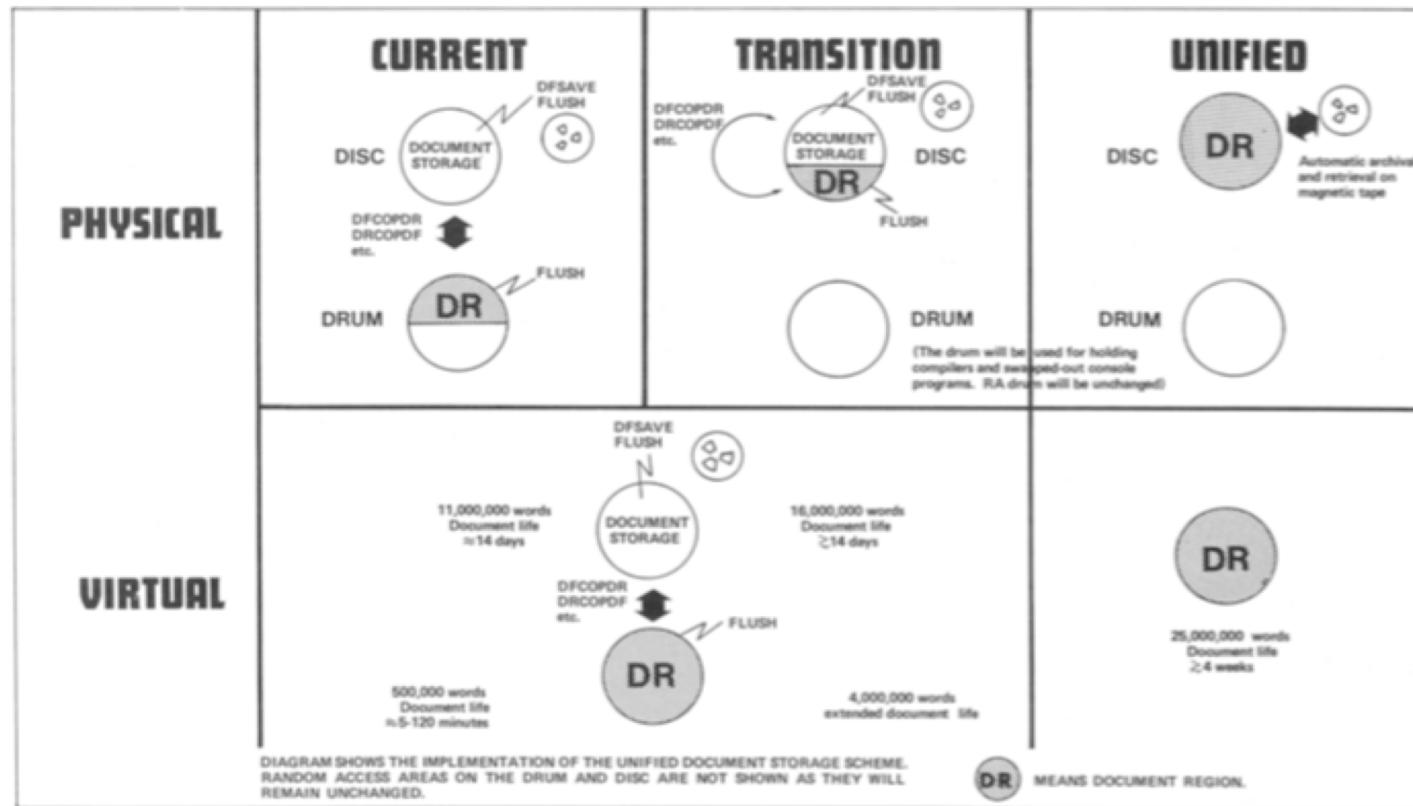 CURRENT
TRANSITION
UNIFIED
PHYSICAL
DFSAVE
FLUSH
DOCUMENT
STORAGE
DISC
DFCOPDR
DRCOPDF
etc.
FLUSH
DR
DRUM
DFSAVE
FLUSH
DFCOPDR
DRCOPDF
etc.
DOCUMENT
STORAGE
DR
DISC
FLUSH
DRUM
(The drum will be used for holding
compilers and swapped-out console
programs. RA drum will be unchanged)
DISC
DR
Automatic archival
and retrieval on
magnetic tape
DRUM
VIRTUAL
DFSAVE
FLUSH
11,000,000 words
Document life
≈14 days
DOCUMENT
STORAGE
16,000,000 words
Document life
≳14 days
DFCOPDR
DRCOPDF
etc.
FLUSH
DR
500,000 words
Document life
≈5-120 minutes
4,000,000 words
extended document life
DR
25,000,000 words
Document life
≳4 weeks
DIAGRAM SHOWS THE IMPLEMENTATION OF THE UNIFIED DOCUMENT STORAGE SCHEME.
RANDOM ACCESS AREAS ON THE DRUM AND DISC ARE NOT SHOWN AS THEY WILL
REMAIN UNCHANGED.
DR MEANS DOCUMENT REGION.